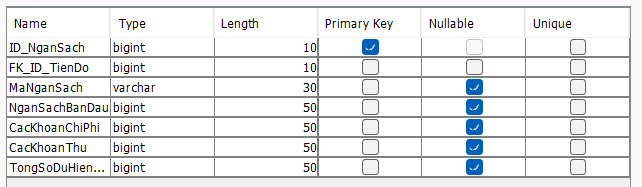 Name Type Length Primary Key Nullable Unique
ID_NganSach bigint 10
FK_ID_TienDo bigint 10
MaNganSach varchar 30
NganSachBanDau bigint 50
CacKhoanChiPhi bigint 50
CacKhoanThu bigint 50
TongSoDuHien... bigint 50